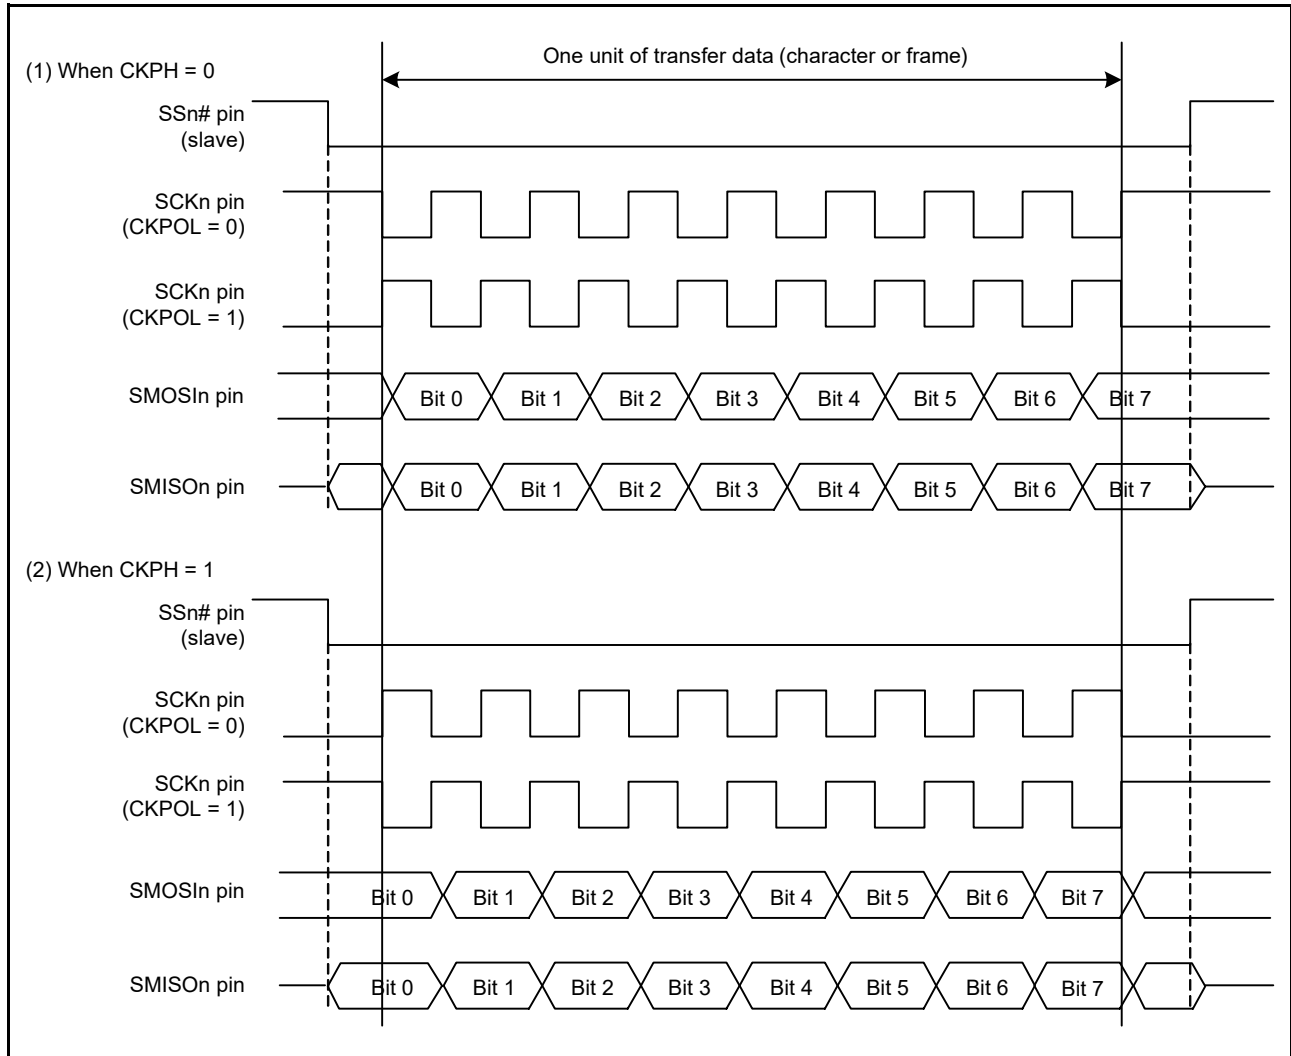 One unit of transfer data (character or frame)
(1) When CKPH = 0
SSn# pin
(slave)
SCKn pin
(CKPOL = 0)
SCKn pin
(CKPOL = 1)
SMOSIn pin
Bit 0 Bit 1 Bit 2 Bit 3 Bit 4 Bit 5 Bit 6 Bit 7
SMISOn pin
Bit 0 Bit 1 Bit 2 Bit 3 Bit 4 Bit 5 Bit 6 Bit 7
(2) When CKPH = 1
SSn# pin
(slave)
SCKn pin
(CKPOL = 0)
SCKn pin
(CKPOL = 1)
SMOSIn pin
Bit 0 Bit 1 Bit 2 Bit 3 Bit 4 Bit 5 Bit 6 Bit 7
SMISOn pin
Bit 0 Bit 1 Bit 2 Bit 3 Bit 4 Bit 5 Bit 6 Bit 7